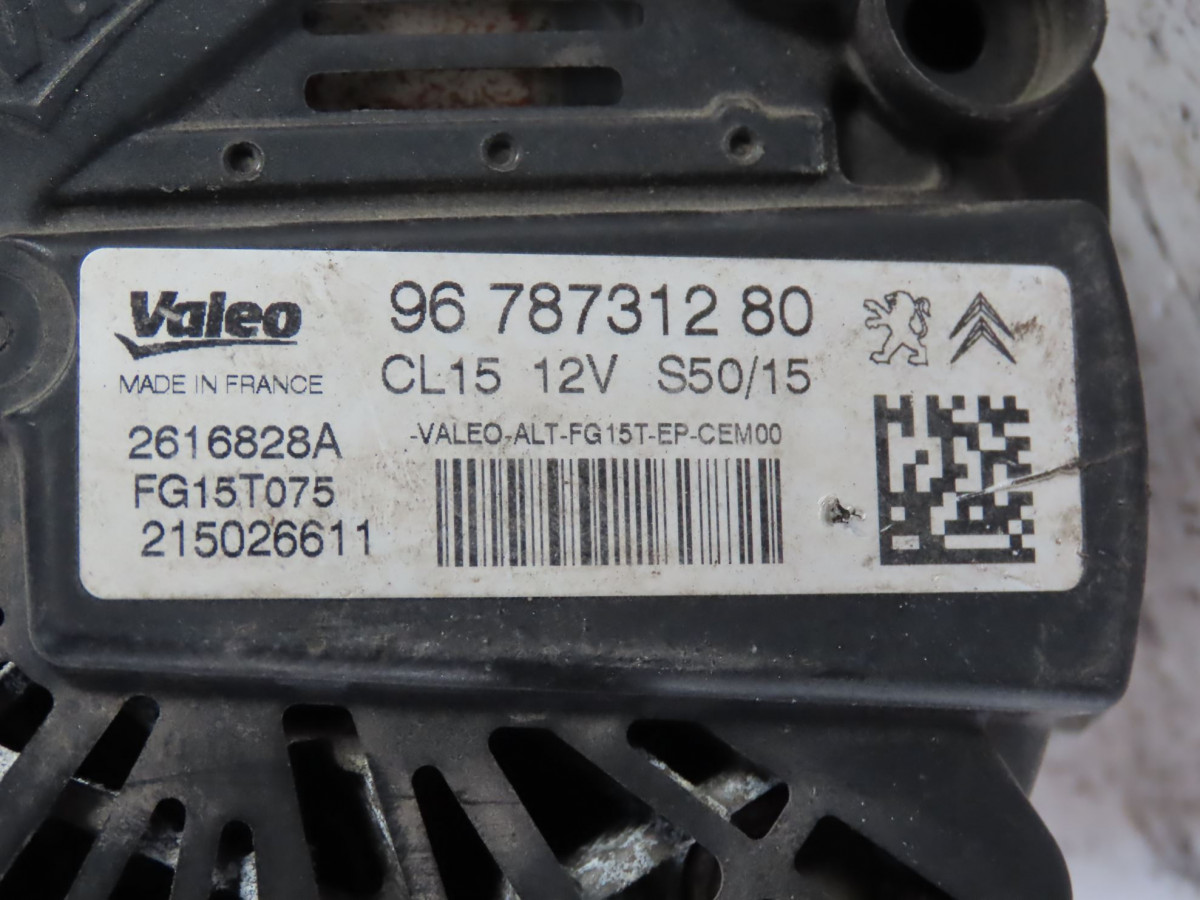 Valeo
96 787312 80
MADE IN FRANCE
CL15 12V S50/15
2616828A
-VALEO-ALT-FG15T-EP-CEM00
FG15T075
215026611